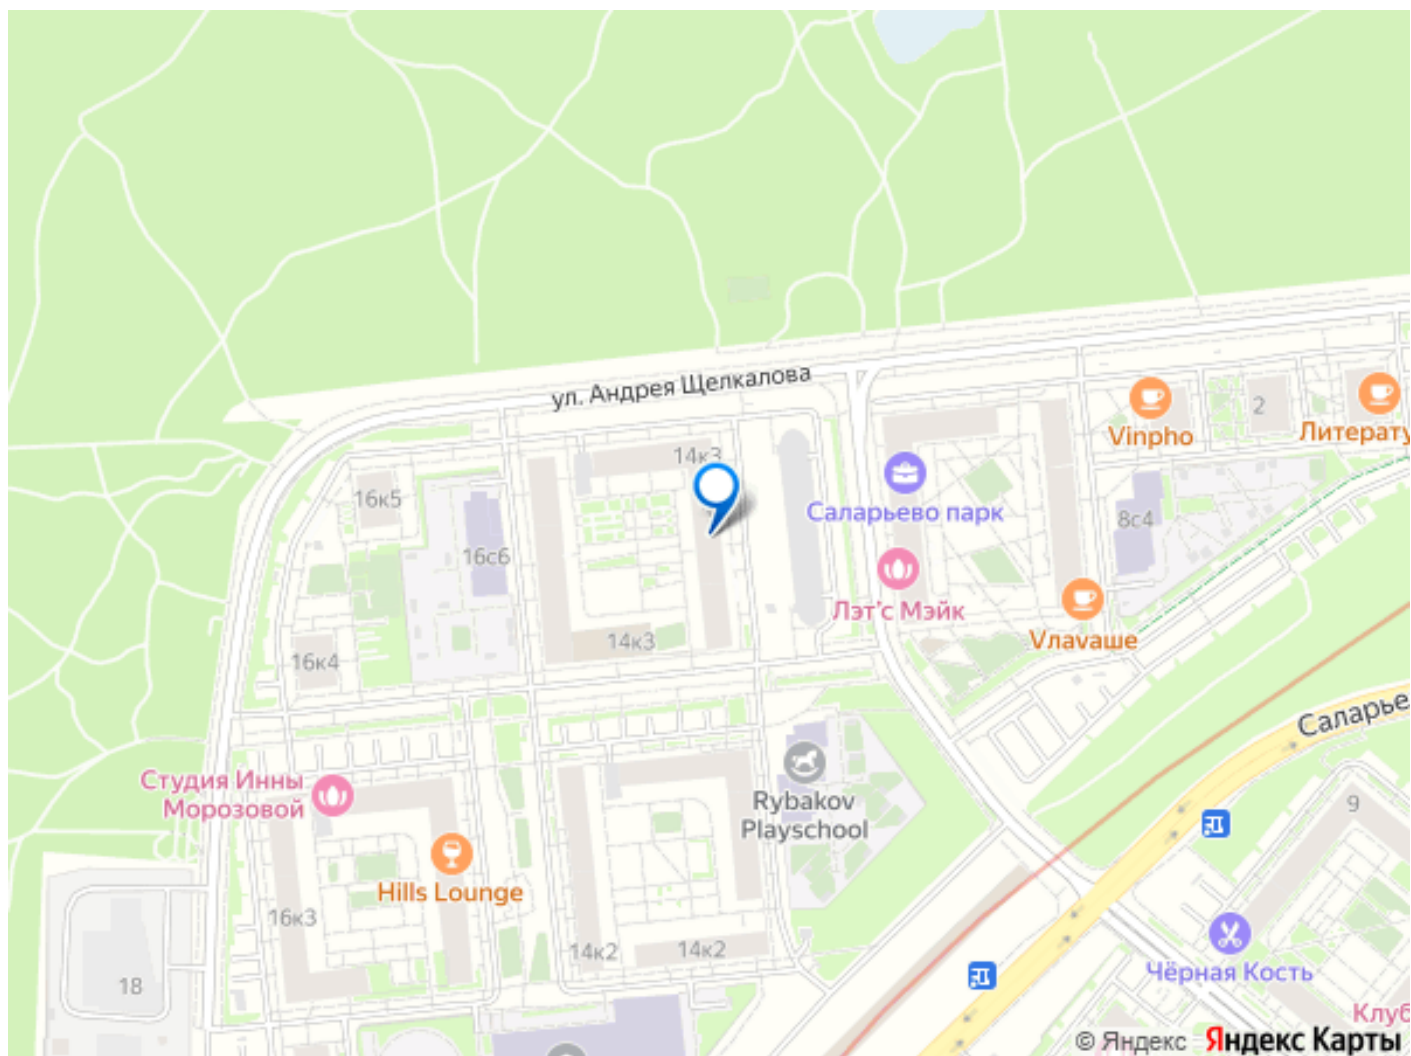 ул. Андрея Щелкалова
Vinpho
2
Литерату
14к3
16к5
Саларьево парк
8с4
16с6
Лэт'с Мэйк
14к3
Vлаvаше
16к4
Саларье
Студия Инны
Морозовой
Rybakov
Playschool
9
Hills Lounge
16к3
14к2
14к2
Чёрная Кость
18
Клуб
© Яндекс Яндекс Карты